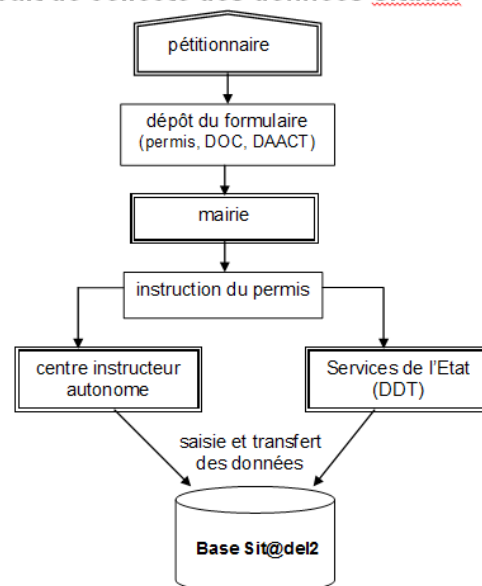 pétitionnaire
dépôt du formulaire
(permis, DOC, DAACT)
mairie
instruction du permis
centre instructeur
autonome
Services de l'Etat
(DDT)
saisie et transfert
des données
Base Sit@del2